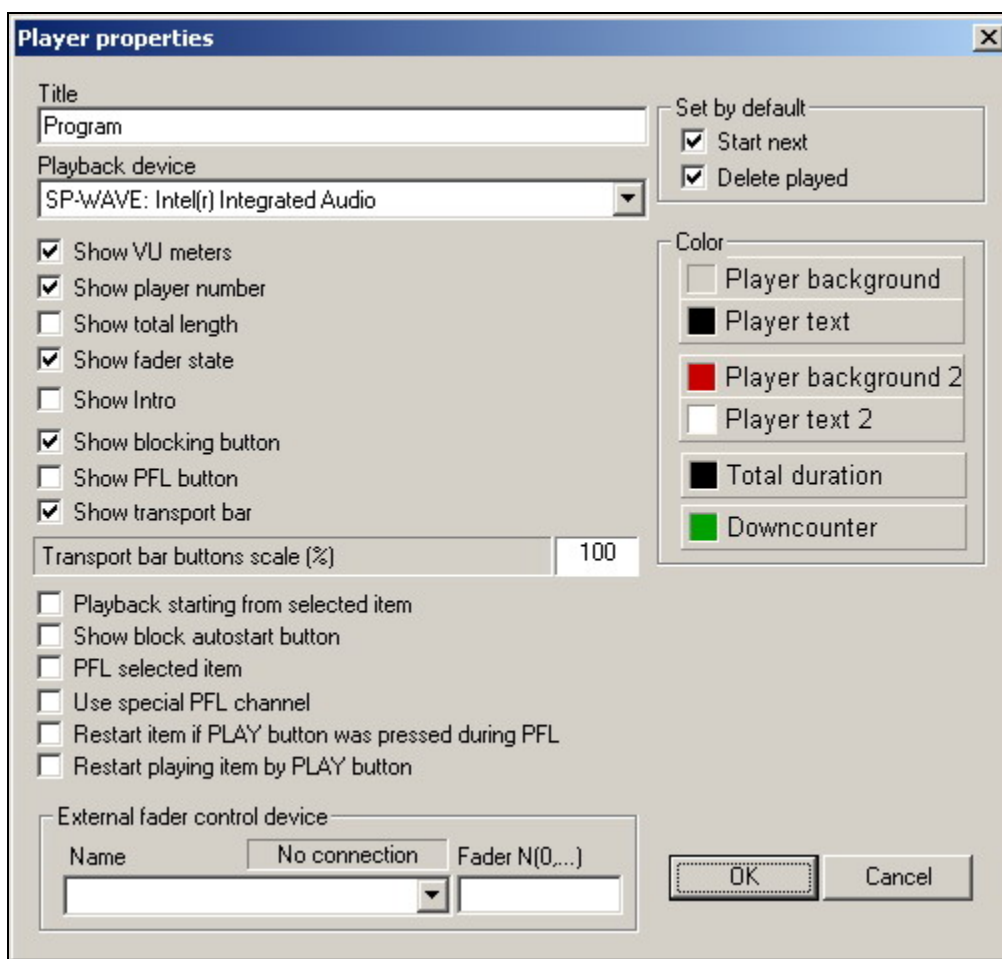 Player properties
Title
Program
Playback device
SP-WAVE: Intel(r) Integrated Audio
Show VU meters
Show player number
Show total length
Show fader state
Show Intro
Show blocking button
Show PFL button
Show transport bar
Transport bar buttons scale (%) 100
Playback starting from selected item
Show block autostart button
PFL selected item
Use special PFL channel
Restart item if PLAY button was pressed during PFL
Restart playing item by PLAY button
External fader control device
Name No connection Fader N(0,...)
Set by default
Start next
Delete played
Color
Player background
Player text
Player background 2
Player text 2
Total duration
Downcounter
OK Cancel